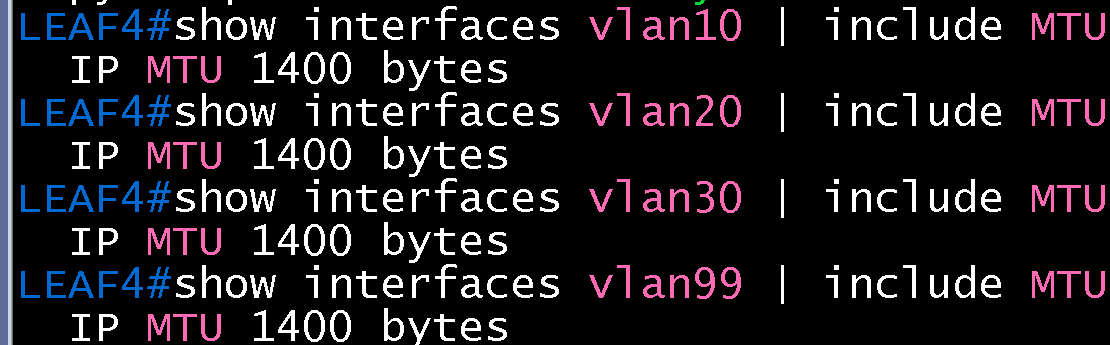 LEAF4#show interfaces vlan10 | include MTU
IP MTU 1400 bytes
LEAF4#show interfaces vlan20 | include MTU
IP MTU 1400 bytes
LEAF4#show interfaces vlan30 | include MTU
IP MTU 1400 bytes
LEAF4#show interfaces vlan99 | include MTU
IP MTU 1400 bytes